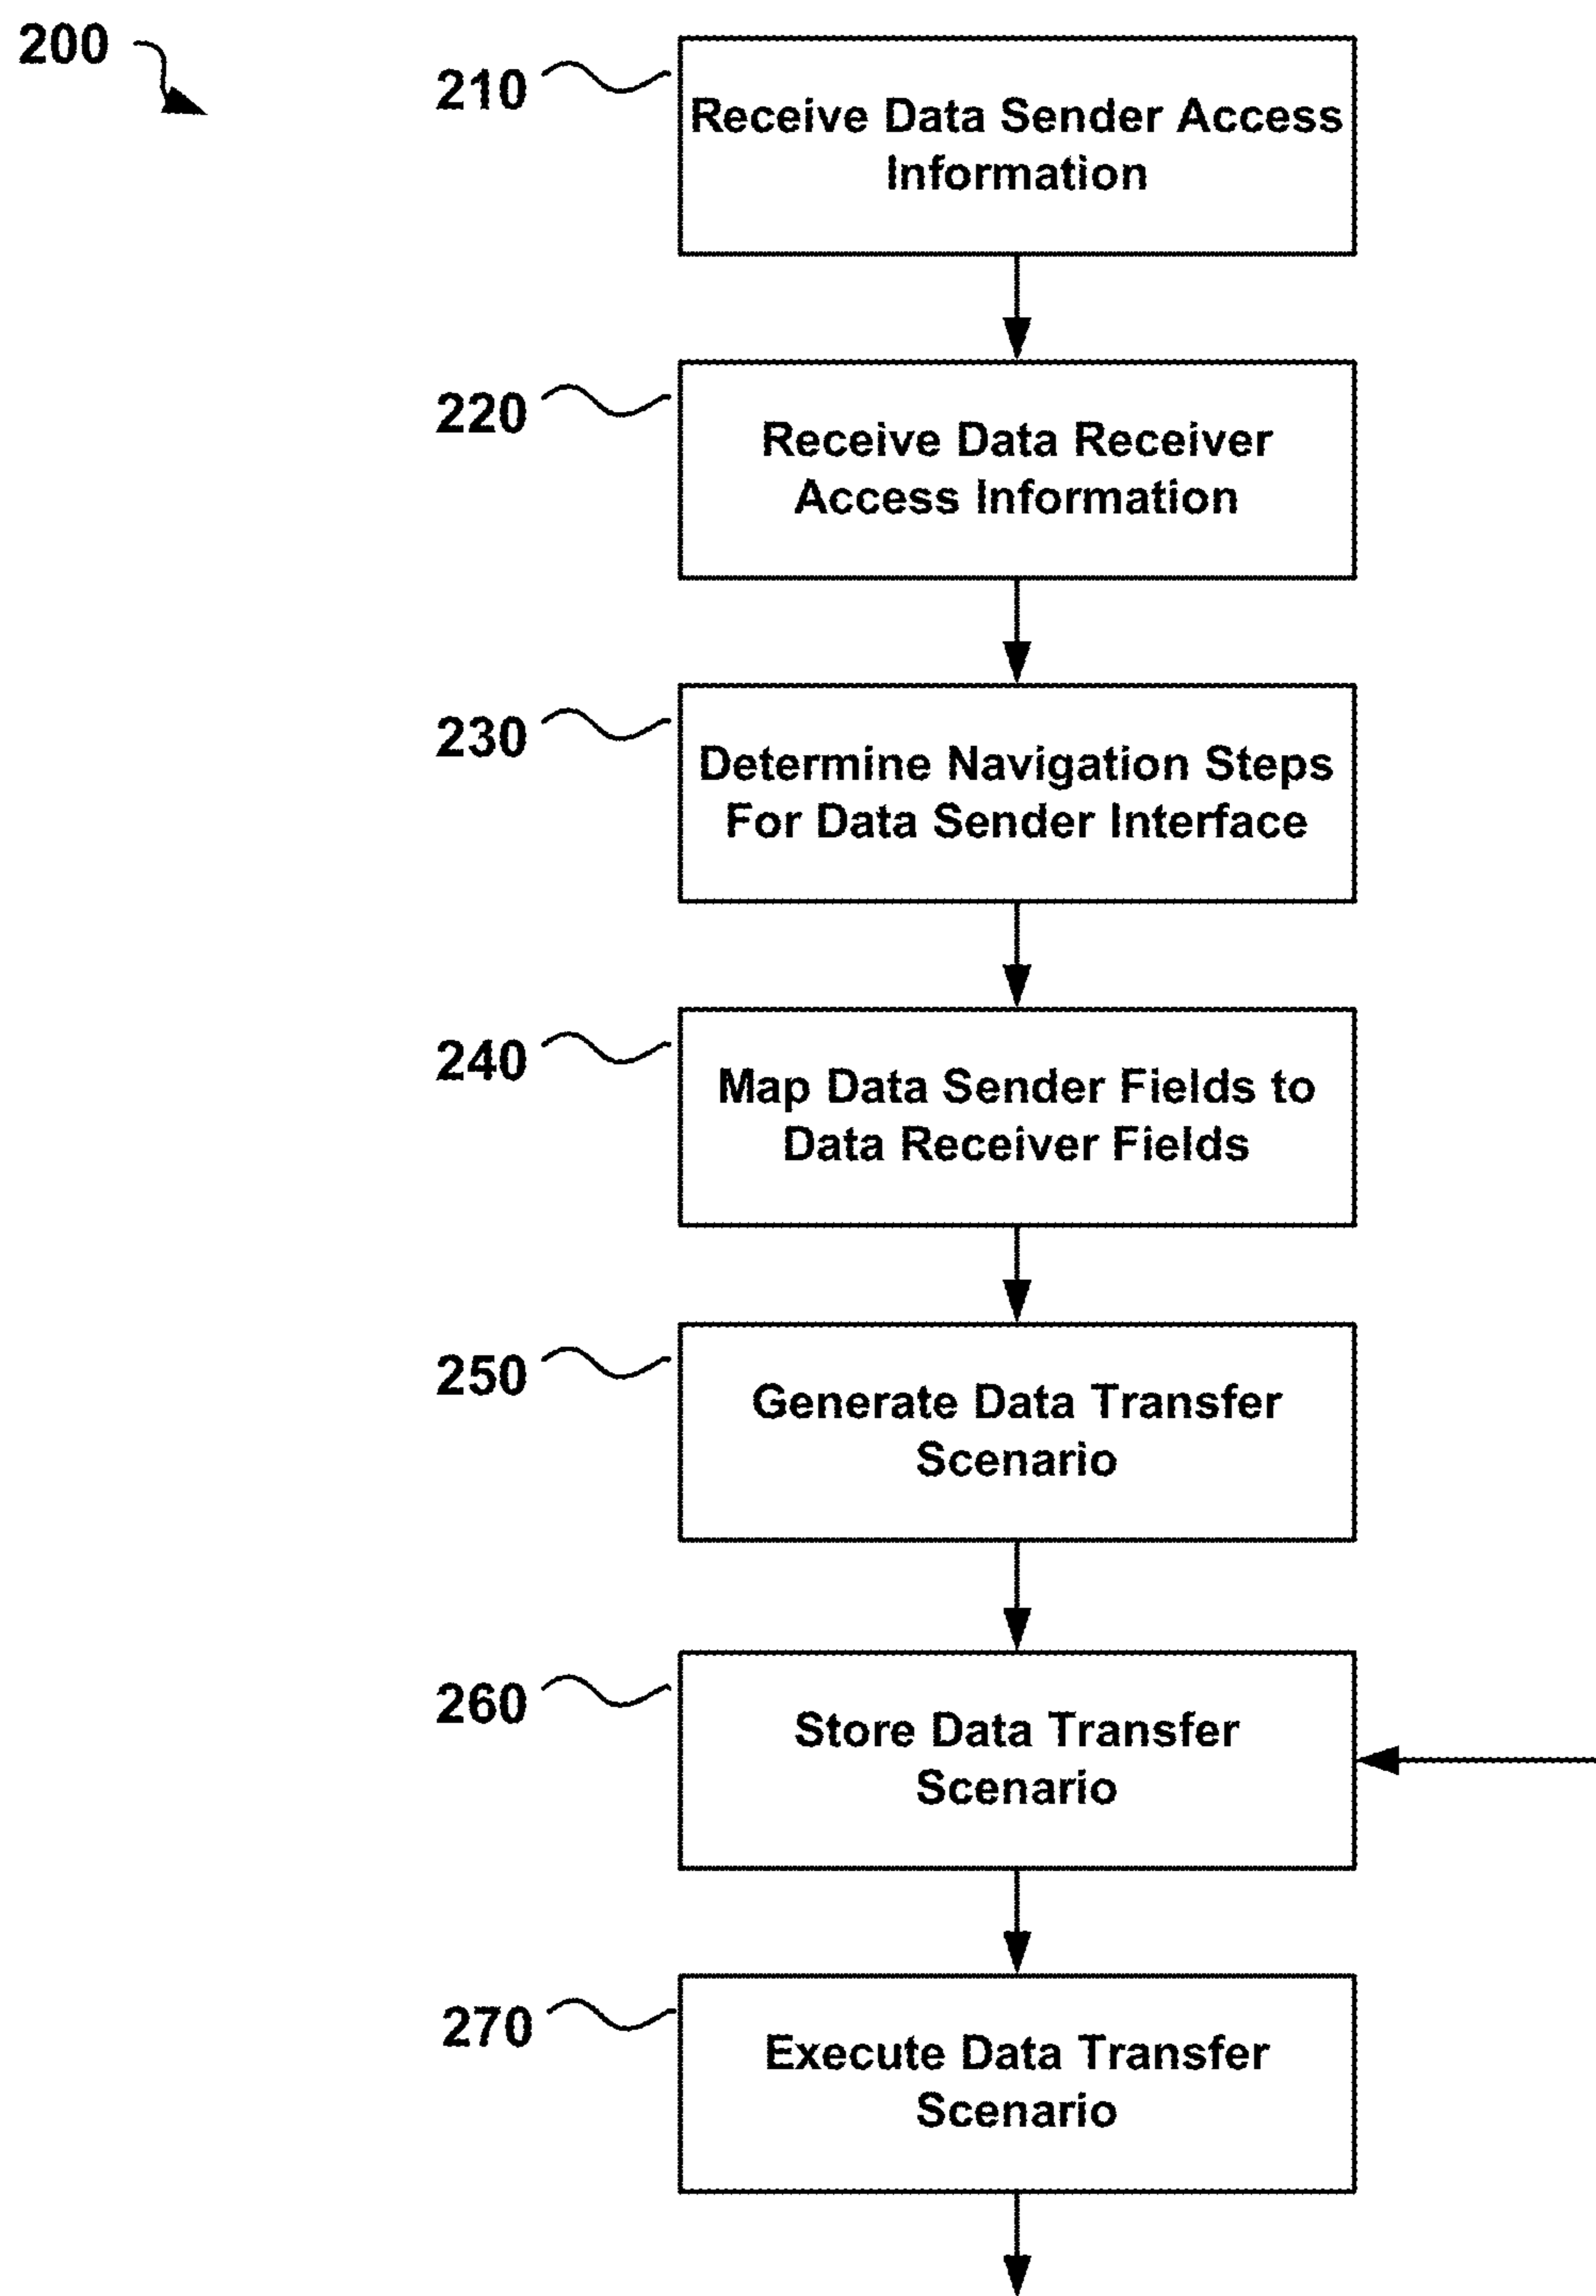 200
210
Receive Data Sender Access
Information
220
Receive Data Receiver
Access Information
230
Determine Navigation Steps
For Data Sender Interface
240
Map Data Sender Fields to
Data Receiver Fields
250
Generate Data Transfer
Scenario
260
Store Data Transfer
Scenario
270
Execute Data Transfer
Scenario